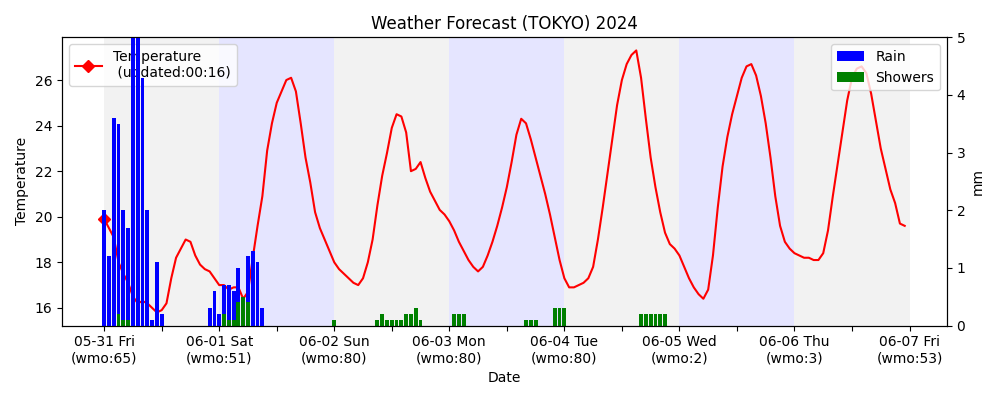 Weather Forecast (TOKYO) 2024
Temperature
(updated:00:16)
Rain
Showers
Temperature
26
24
22
20
18
16
5
4
3
2
1
0
mm
05-31 Fri
(wmo:65)
06-01 Sat
(wmo:51)
06-02 Sun
(wmo:80)
06-03 Mon
(wmo:80)
06-04 Tue
(wmo:80)
06-05 Wed
(wmo:2)
06-06 Thu
(wmo:3)
06-07 Fri
(wmo:53)
Date